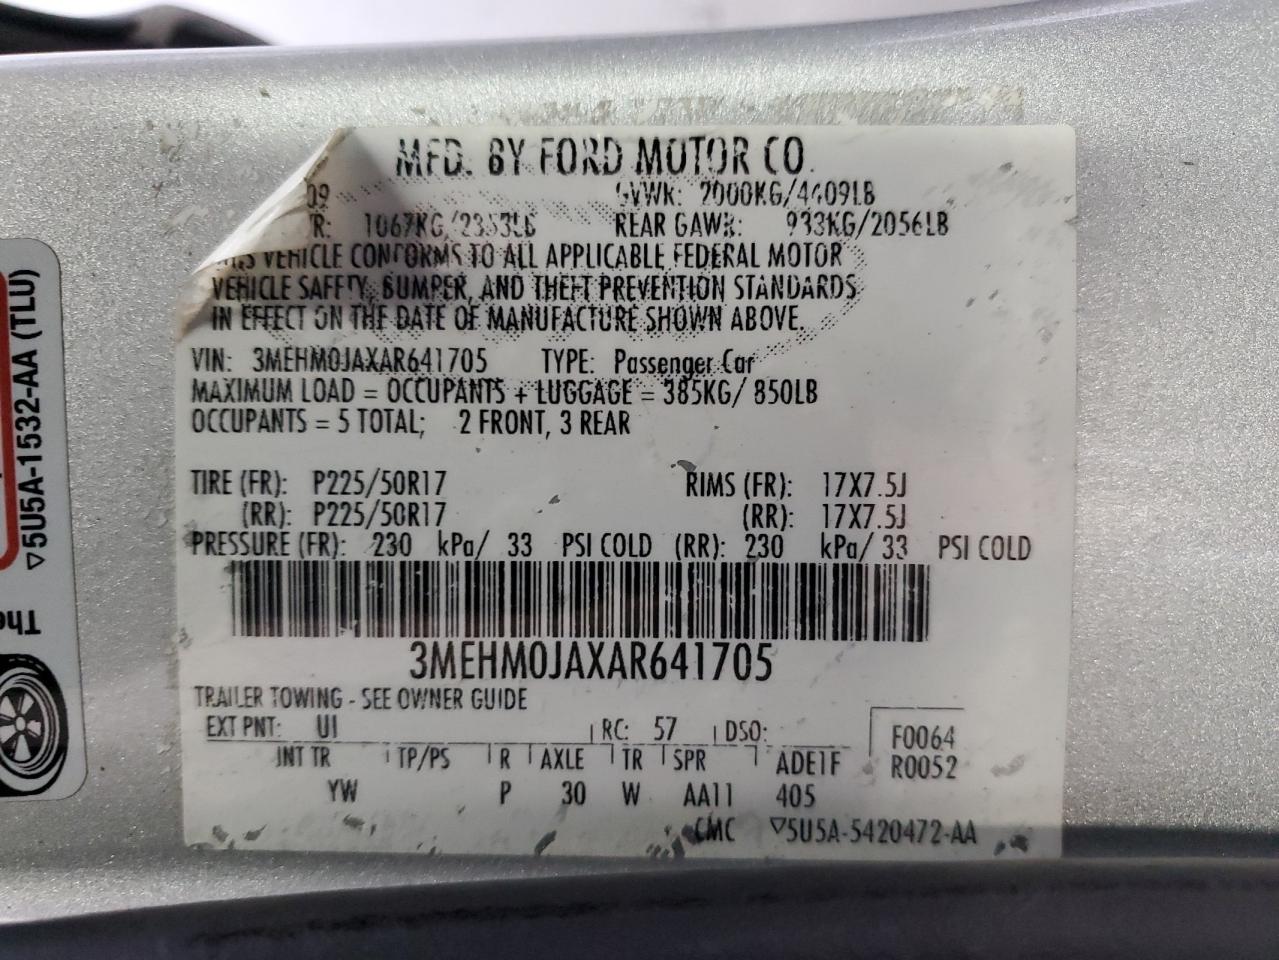 MFD. BY FORD MOTOR CO.
09 GVWR: 2000KG/4409LB
R: 1067KG/2353LB REAR GAWR: 933KG/2056LB
THIS VEHICLE CONFORMS TO ALL APPLICABLE FEDERAL MOTOR
VEHICLE SAFETY, BUMPER, AND THEFT PREVENTION STANDARDS
IN EFFECT ON THE DATE OF MANUFACTURE SHOWN ABOVE.
VIN: 3MEHM0JAXAR641705 TYPE: Passenger Car
MAXIMUM LOAD = OCCUPANTS + LUGGAGE = 385KG/ 850LB
OCCUPANTS = 5 TOTAL; 2 FRONT, 3 REAR
TIRE (FR): P225/50R17 RIMS (FR): 17X7.5J
(RR): P225/50R17 (RR): 17X7.5J
PRESSURE (FR): 230 kPa/ 33 PSI COLD (RR): 230 kPa/ 33 PSI COLD
3MEHM0JAXAR641705
TRAILER TOWING - SEE OWNER GUIDE
EXT PNT: UI RC: 57 DSO: F0064
INT TR TP/PS R AXLE TR SPR ADE1F R0052
YW P 30 W AA11 405
CMC ▽5U5A-5420472-AA
▽5U5A-1532-AA (TLU)
The